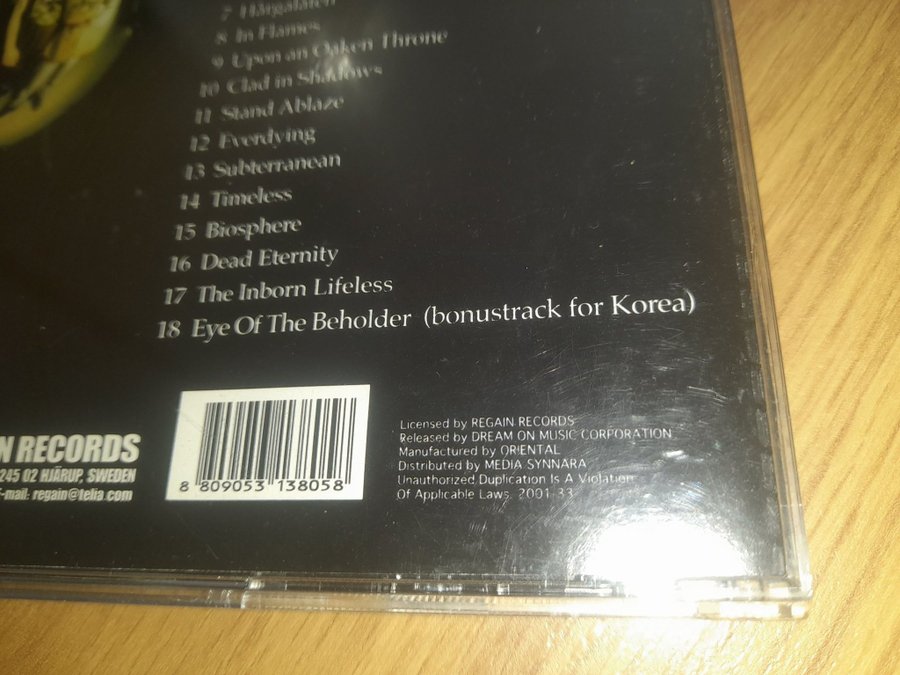 7 Hårgalåten
8 In Flames
9 Upon an Oaken Throne
10 Clad in Shadows
11 Stand Ablaze
12 Everdying
13 Subterranean
14 Timeless
15 Biosphere
16 Dead Eternity
17 The Inborn Lifeless
18 Eye Of The Beholder (bonustrack for Korea)
N RECORDS
245 02 HJÄRUP, SWEDEN
E-mail: regain@telia.com
8 809053 138058
Licensed by REGAIN RECORDS
Released by DREAM ON MUSIC CORPORATION
Manufactured by ORIENTAL
Distributed by MEDIA SYNNARA
Unauthorized Duplication Is A Violation
Of Applicable Laws. 2001-33